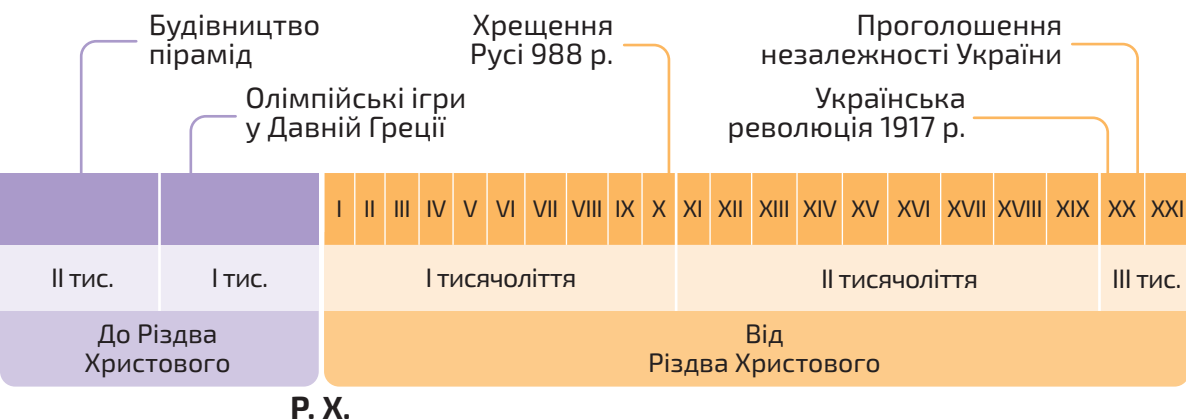 Будівництво
пірамід
Хрещення
Русі 988 р.
Проголошення
незалежності України
Олімпійські ігри
у Давній Греції
Українська
революція 1917 р.
I II III IV V VI VII VIII IX X XI XII XIII XIV XV XVI XVII XVIII XIX XX XXI
II тис. I тис. I тисячоліття II тисячоліття III тис.
До Різдва
Христового
Від
Різдва Христового
Р. Х.